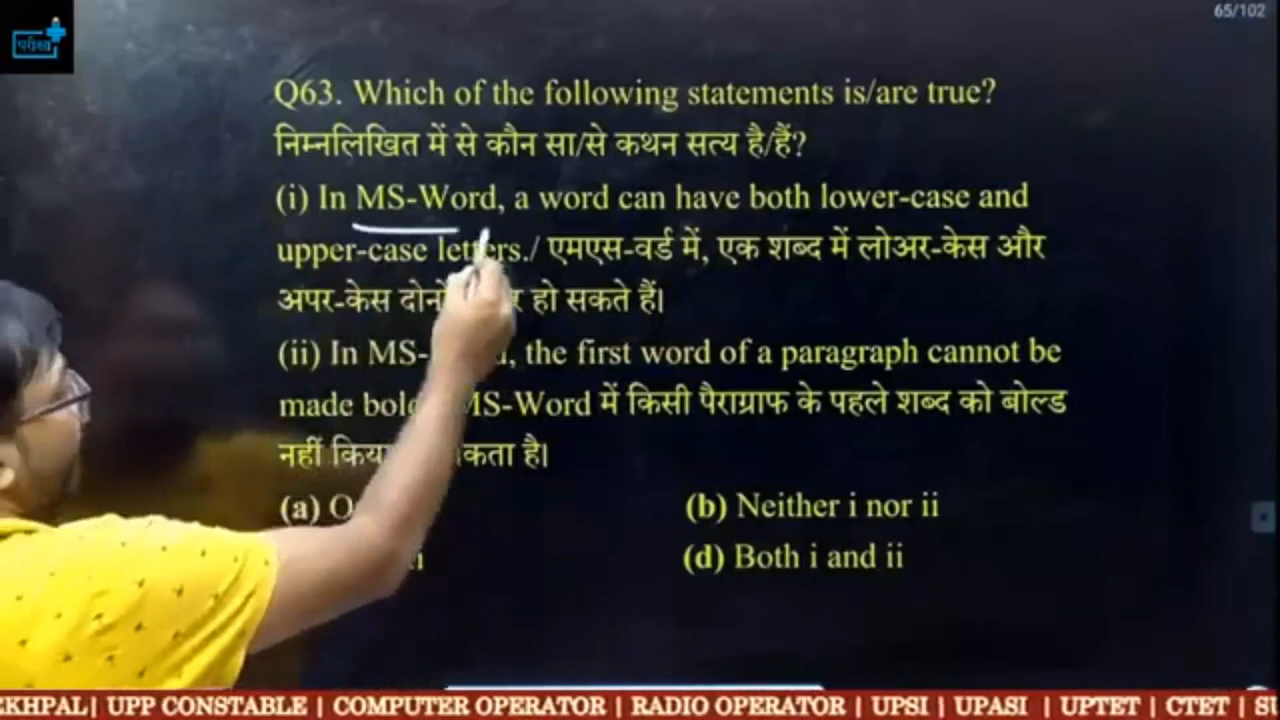 परीक्षा
65/102
Q63. Which of the following statements is/are true?
निम्नलिखित में से कौन सा/से कथन सत्य है/हैं?
(i) In MS-Word, a word can have both lower-case and
upper-case letters./ एमएस-वर्ड में, एक शब्द में लोअर-केस और
अपर-केस हो सकते हैं।
(ii) In the first word of a paragraph cannot be
made MS-Word में किसी पैराग्राफ के पहले शब्द को बोल्ड
नहीं है।
(a)
(b) Neither i nor ii
(d) Both i and ii
UPP CONSTABLE | COMPUTER OPERATOR | RADIO OPERATOR | UPSI | UPASI | UPTET | CTET |